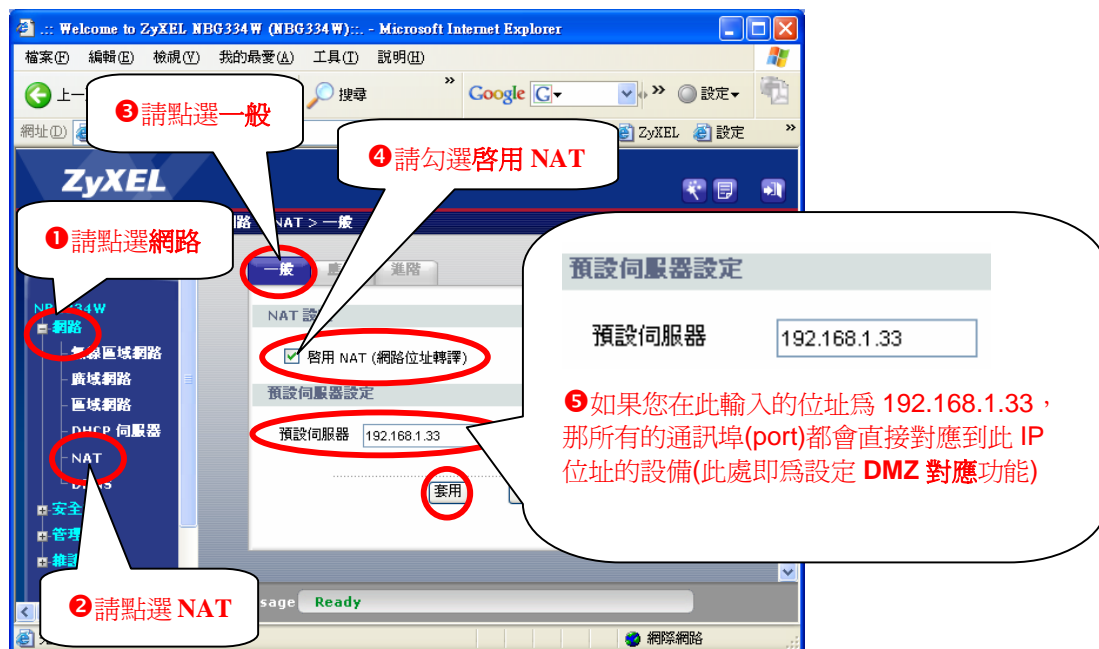 .:: Welcome to ZyXEL NBG334W (NBG334W)::. - Microsoft Internet Explorer
檔案(F) 編輯(E) 檢視(V) 我的最愛(A) 工具(T) 說明(H)
上一 搜尋 » Google G » 設定
網址(D) ZyXEL 設定 »
❸請點選一般
❹請勾選啓用 NAT
ZyXEL
路 NAT > 一般
❶請點選網路
一般 進階
NAT 設
啓用 NAT (網路位址轉譯)
預設伺服器設定
預設伺服器 192.168.1.33
套用
網路
無線區域網路
廣域網路
區域網路
DHCP 伺服器
NAT
安全
管理
維護
❷請點選 NAT
預設伺服器設定
預設伺服器 192.168.1.33
❺如果您在此輸入的位址爲 192.168.1.33，
那所有的通訊埠(port)都會直接對應到此 IP
位址的設備(此處即爲設定 DMZ 對應功能)
sage Ready
網際網路